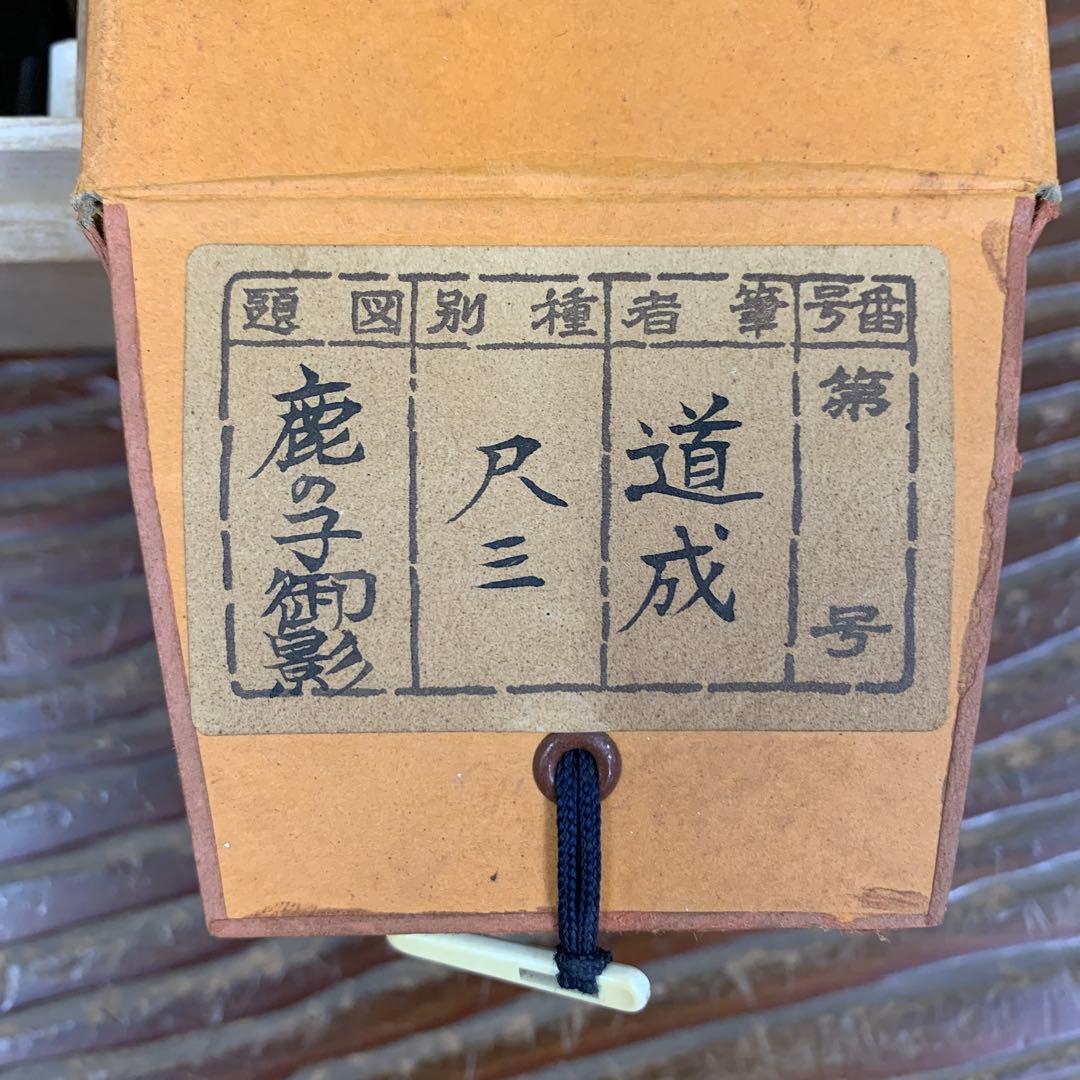 番号
第 号
筆者
道成
種別
尺三
図題
鹿の子御影